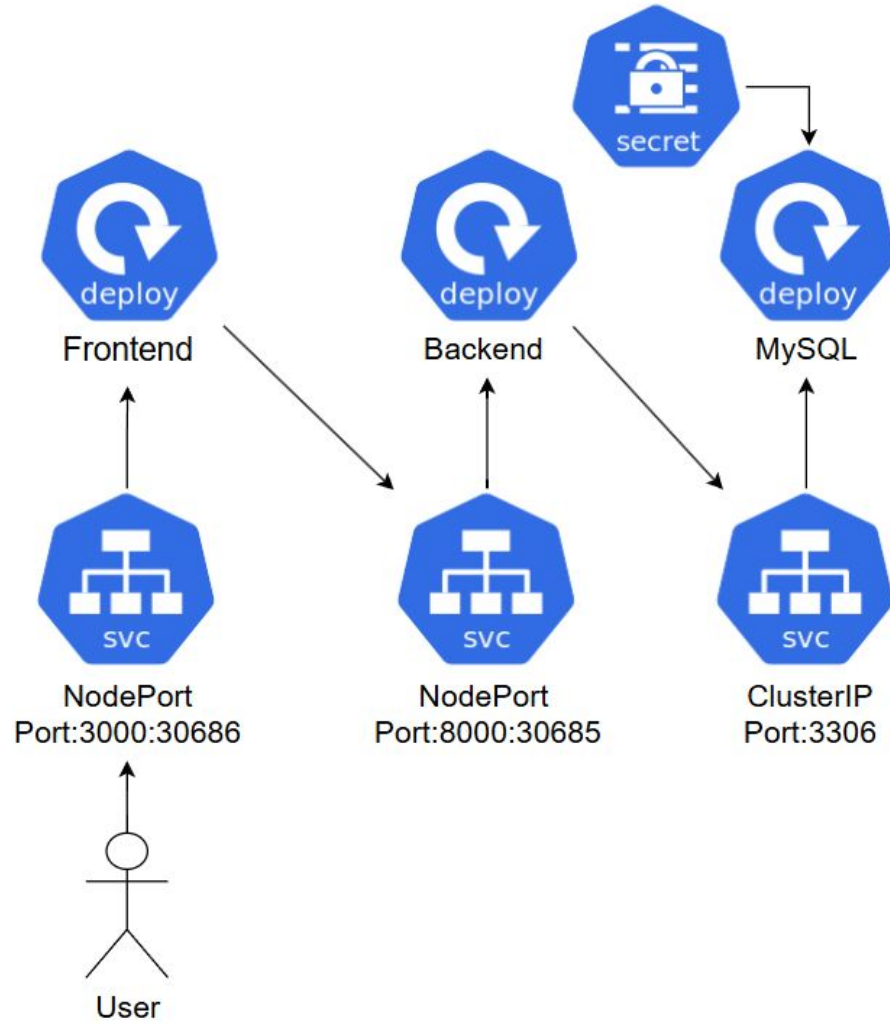 secret
deploy
deploy
deploy
Frontend
Backend
MySQL
svc
svc
svc
NodePort
Port:3000:30686
NodePort
Port:8000:30685
ClusterIP
Port:3306
User